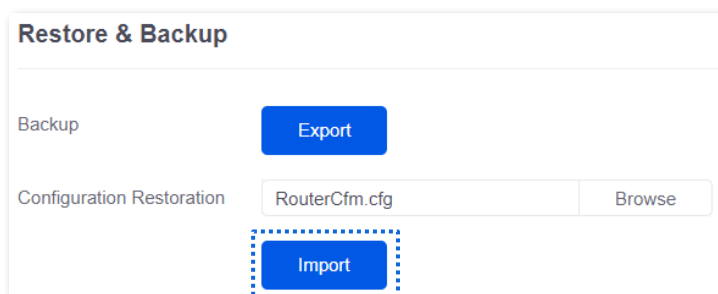 Restore & Backup
Backup
Export
Configuration Restoration
RouterCfm.cfg
Browse
Import